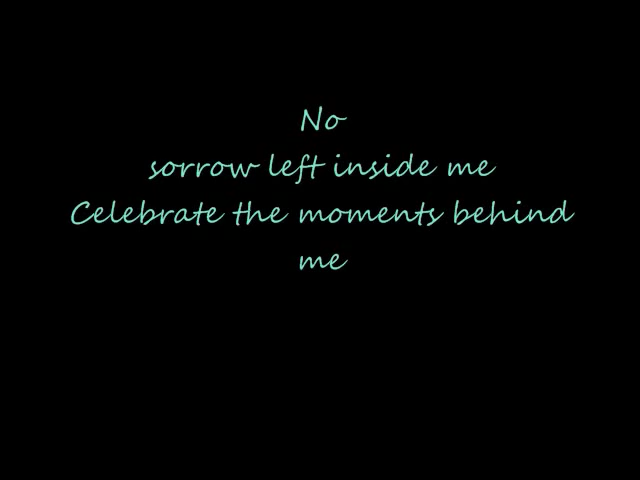 No
sorrow left inside me
Celebrate the moments behind
me